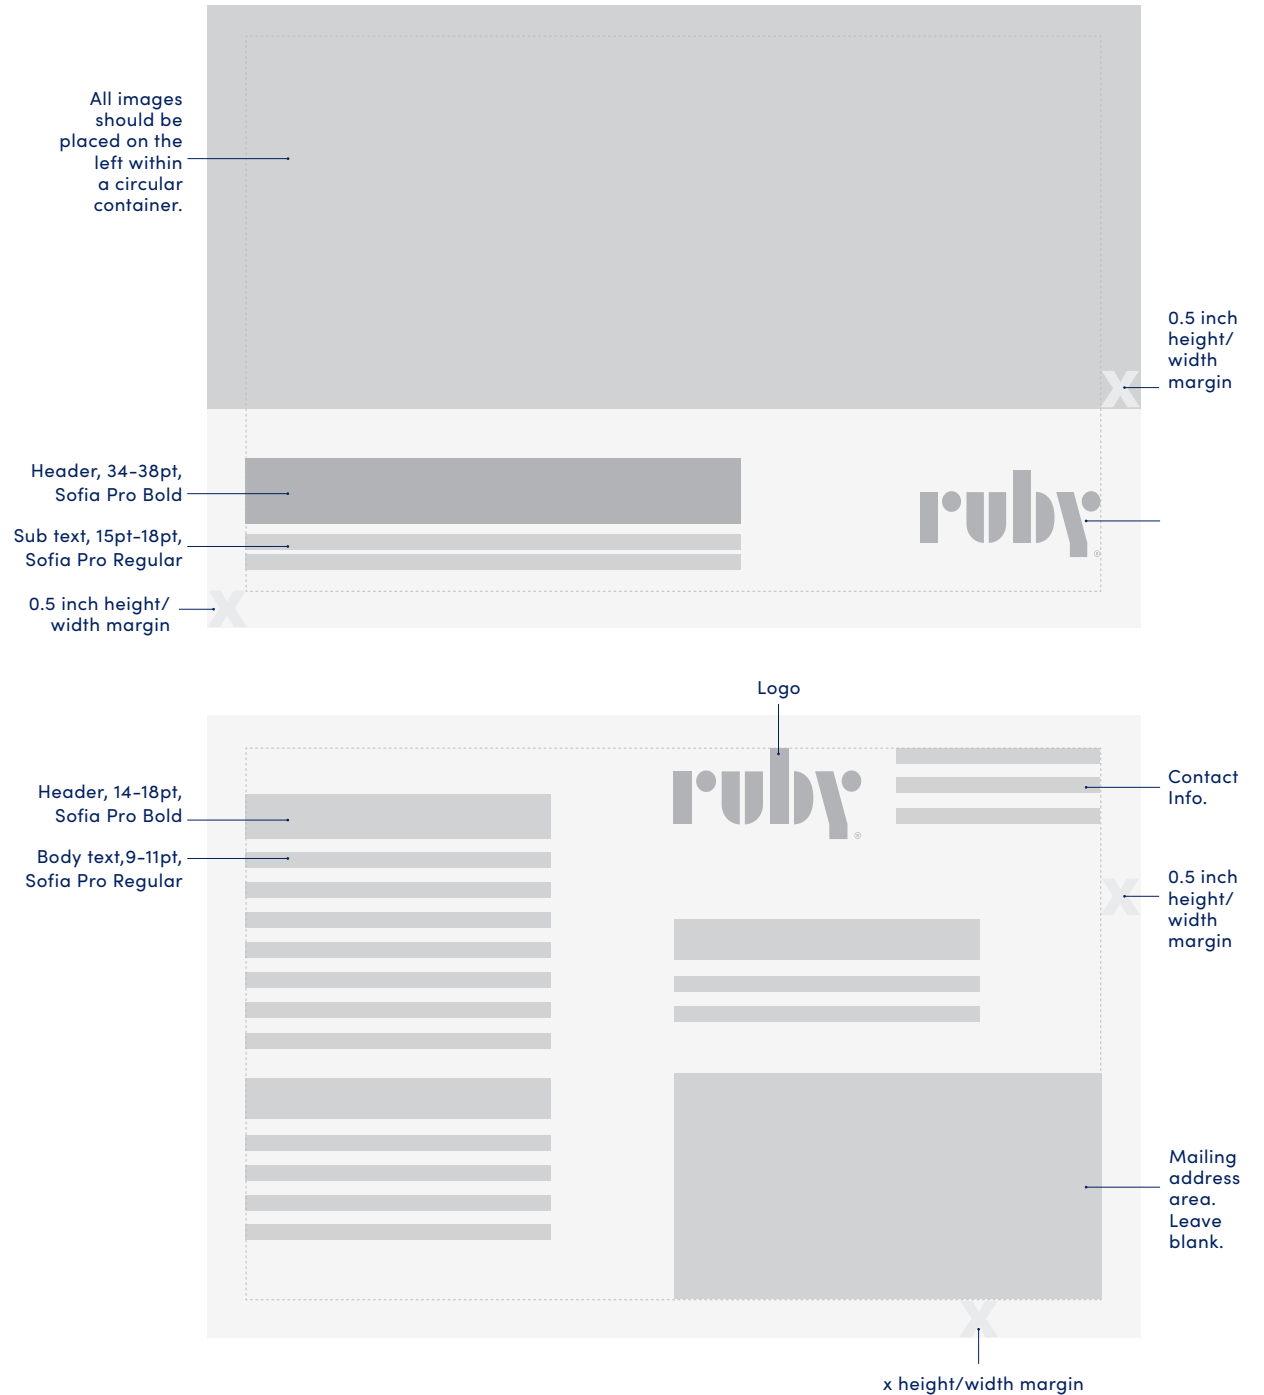 All images
should be
placed on the
left within
a circular
container.
0.5 inch
height/
width
margin
x
Header, 34-38pt,
Sofia Pro Bold
ruby®
Sub text, 15pt-18pt,
Sofia Pro Regular
0.5 inch height/
width margin
x
Logo
ruby®
Contact
Info.
Header, 14-18pt,
Sofia Pro Bold
Body text,9-11pt,
Sofia Pro Regular
0.5 inch
height/
width
margin
x
Mailing
address
area.
Leave
blank.
x
x height/width margin